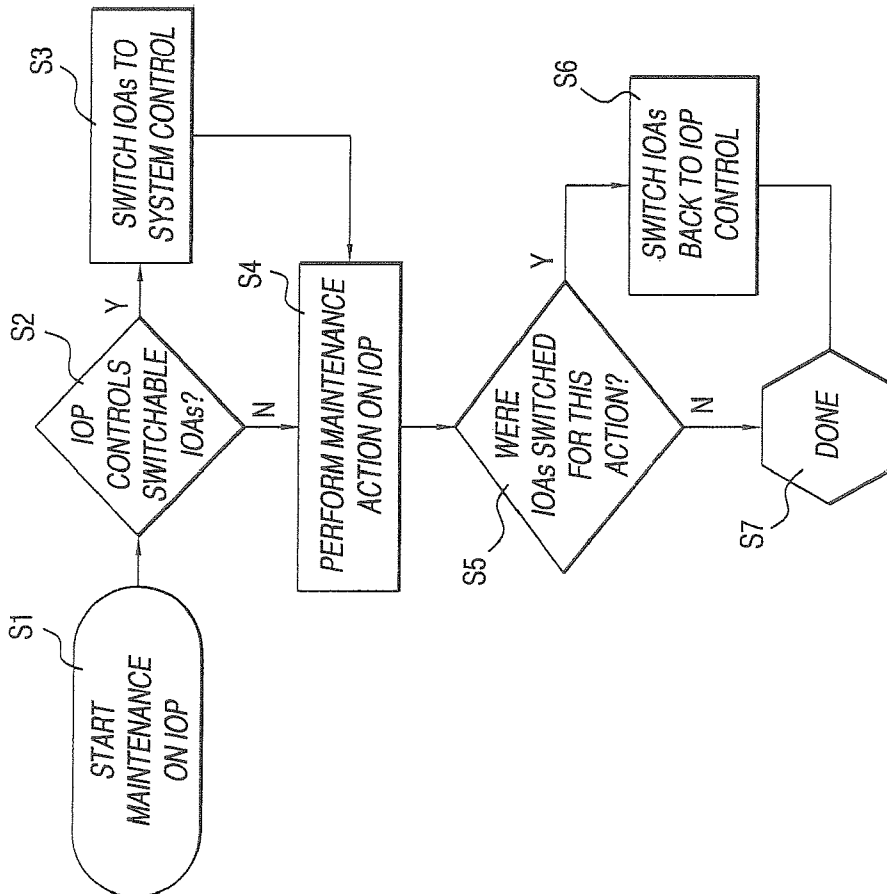 S1
START
MAINTENANCE
ON IOP
S2
IOP
CONTROLS
SWITCHABLE
IOAs?
Y
N
S3
SWITCH IOAs TO
SYSTEM CONTROL
S4
PERFORM MAINTENANCE
ACTION ON IOP
S5
WERE
IOAs SWITCHED
FOR THIS
ACTION?
Y
N
S6
SWITCH IOAs
BACK TO IOP
CONTROL
S7
DONE